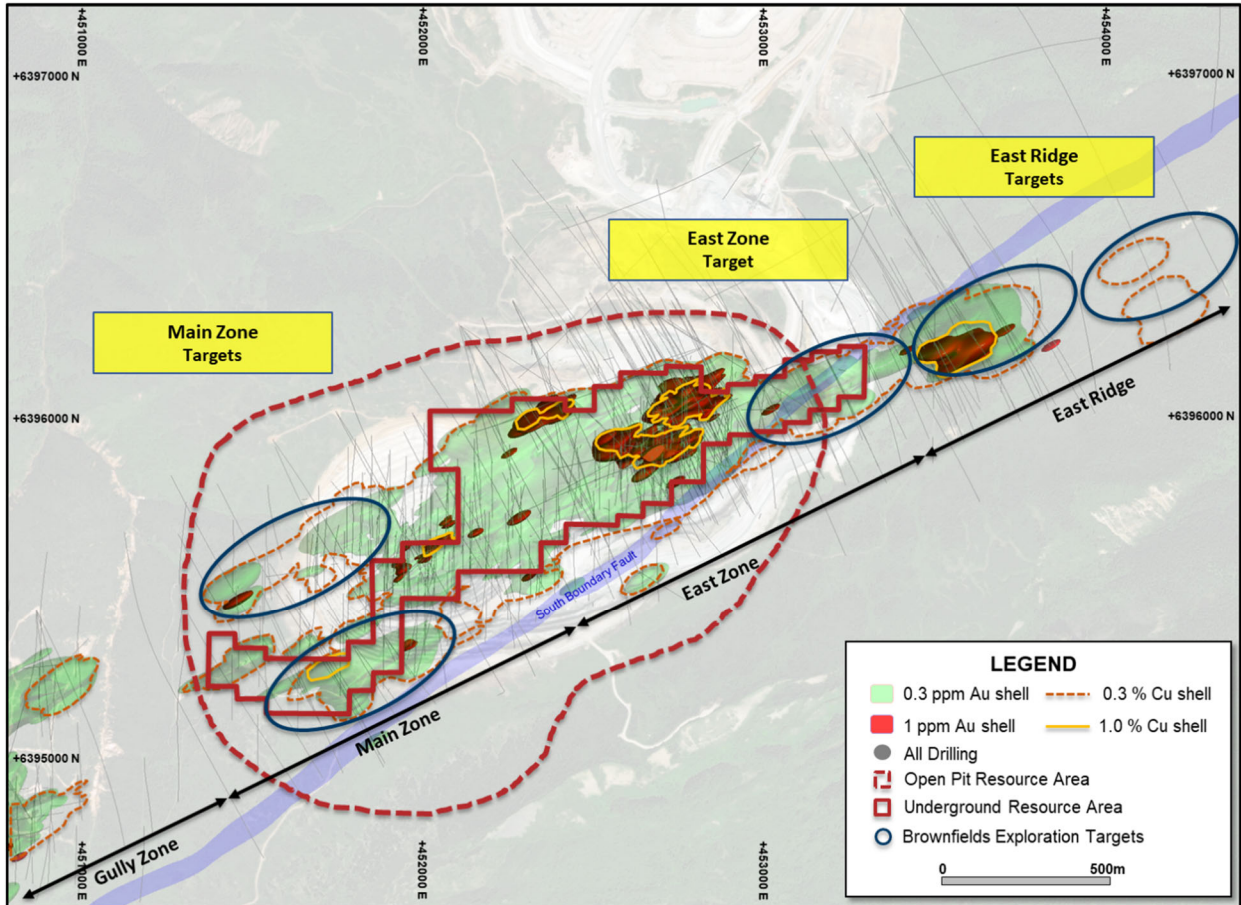 +451000 E
+452000 E
+453000 E
+454000 E
+6397000 N
+6397000 N
East Ridge
Targets
East Zone
Target
Main Zone
Targets
+6396000 N
+6396000 N
East Ridge
East Zone
South Boundary Fault
Main Zone
Gully Zone
+6395000 N
+451000 E
+452000 E
+453000 E
LEGEND
0.3 ppm Au shell
0.3 % Cu shell
1 ppm Au shell
1.0 % Cu shell
All Drilling
Open Pit Resource Area
Underground Resource Area
Brownfields Exploration Targets
0
500m